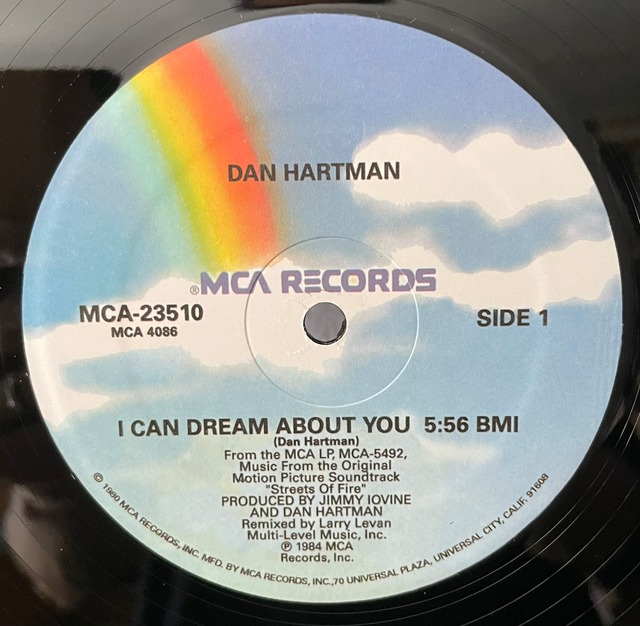 DAN HARTMAN
®MCA RECORDS
MCA-23510
MCA 4086
SIDE 1
I CAN DREAM ABOUT YOU 5:56 BMI
(Dan Hartman)
From the MCA LP, MCA-5492,
Music From the Original
Motion Picture Soundtrack
"Streets Of Fire"
PRODUCED BY JIMMY IOVINE
AND DAN HARTMAN
Remixed by Larry Levan
Multi-Level Music, Inc.
℗ 1984 MCA
Records, Inc.
© 1980 MCA RECORDS, INC. MFD. BY MCA RECORDS, INC., 70 UNIVERSAL PLAZA, UNIVERSAL CITY, CALIF. 91608